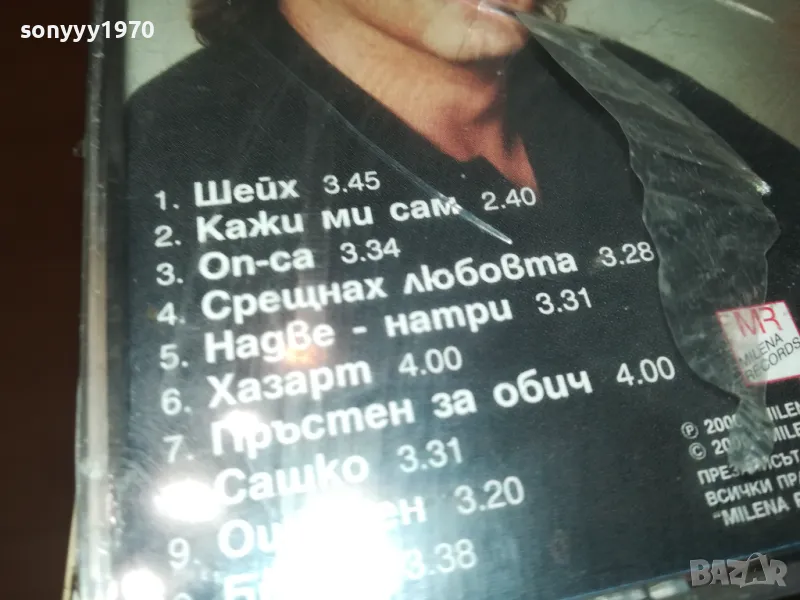 sonyyy1970
1. Шейх 3.45
2. Кажи ми сам 2.40
3. Оп-са 3.34
4. Срещнах любовта 3.28
5. Надве - натри 3.31
6. Хазарт 4.00
7. Пръстен за обич 4.00
Сашко 3.31
9. 3.20
3.38
MR
MILENA
RECORDS
BAZAR